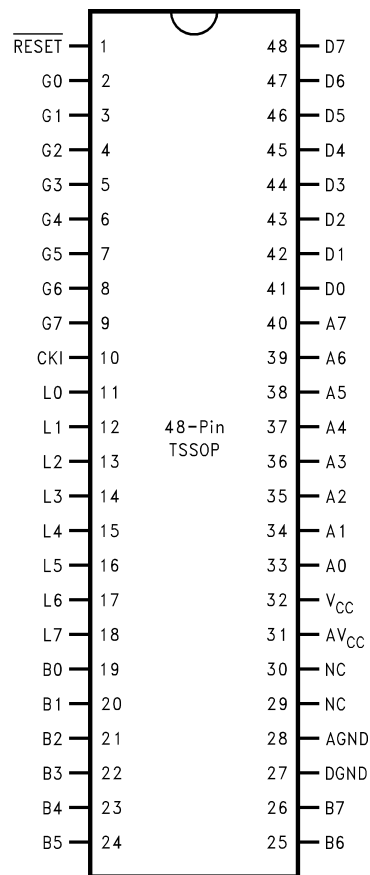 RESET 1 48 D7
G0 2 47 D6
G1 3 46 D5
G2 4 45 D4
G3 5 44 D3
G4 6 43 D2
G5 7 42 D1
G6 8 41 D0
G7 9 40 A7
CKI 10 39 A6
L0 11 38 A5
L1 12 48-Pin 37 A4
TSSOP
L2 13 36 A3
L3 14 35 A2
L4 15 34 A1
L5 16 33 A0
L6 17 32 VCC
L7 18 31 AVCC
B0 19 30 NC
B1 20 29 NC
B2 21 28 AGND
B3 22 27 DGND
B4 23 26 B7
B5 24 25 B6